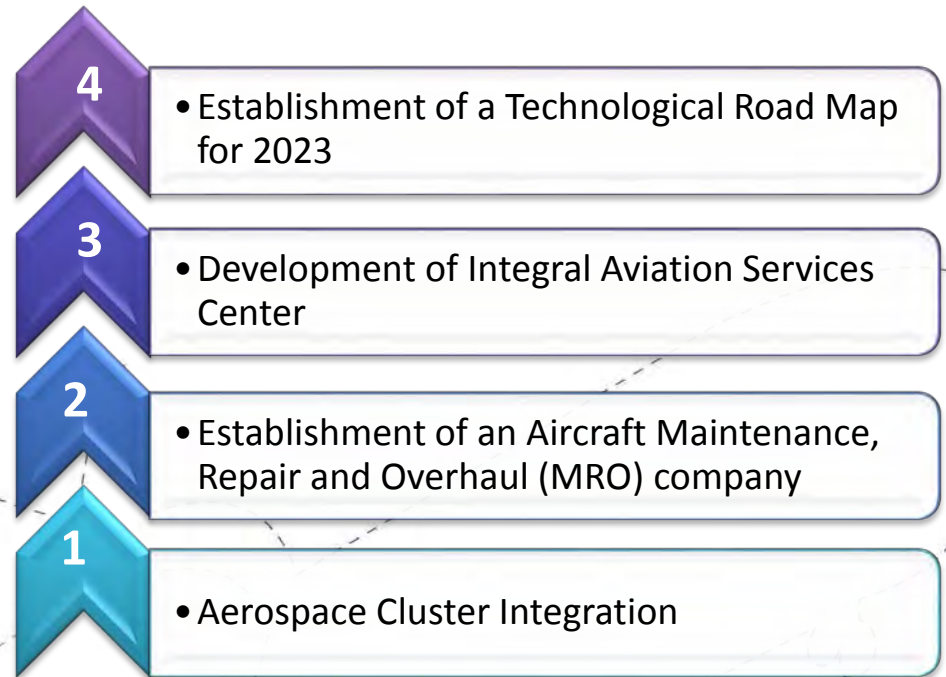 4
• Establishment of a Technological Road Map
for 2023
3
• Development of Integral Aviation Services
Center
2
• Establishment of an Aircraft Maintenance,
Repair and Overhaul (MRO) company
1
• Aerospace Cluster Integration